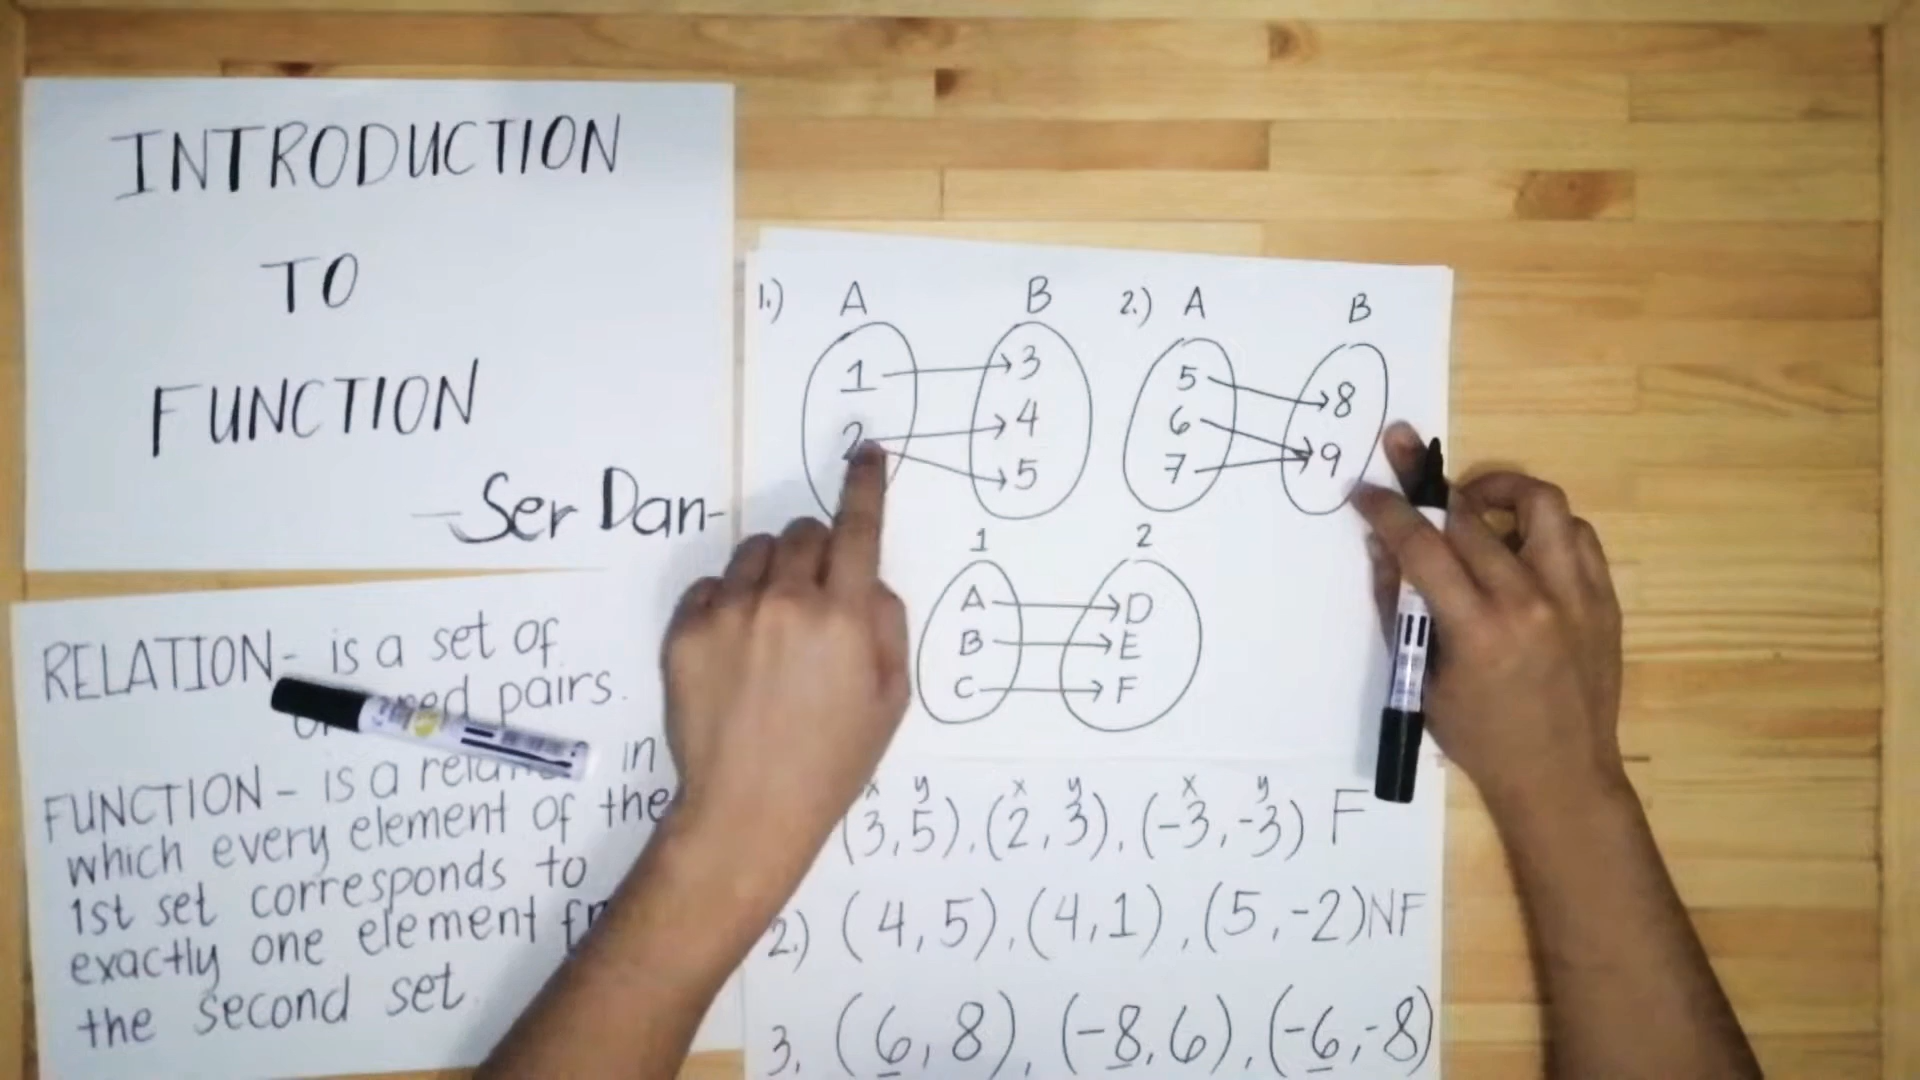 INTRODUCTION
TO
FUNCTION
-Ser Dan-
RELATION- is a set of
pairs.
FUNCTION- is a in
which every element of the
1st set corresponds to
exactly one element
the second set
1.) A B
1 3
2 4
5
2.) A B
5 8
6 9
7
1 2
A D
B E
C F
x y x y x y
(3,5),(2,3),(-3,-3) F
2.) (4,5),(4,1),(5,-2)NF
3. (6,8),(-8,6),(-6,-8)